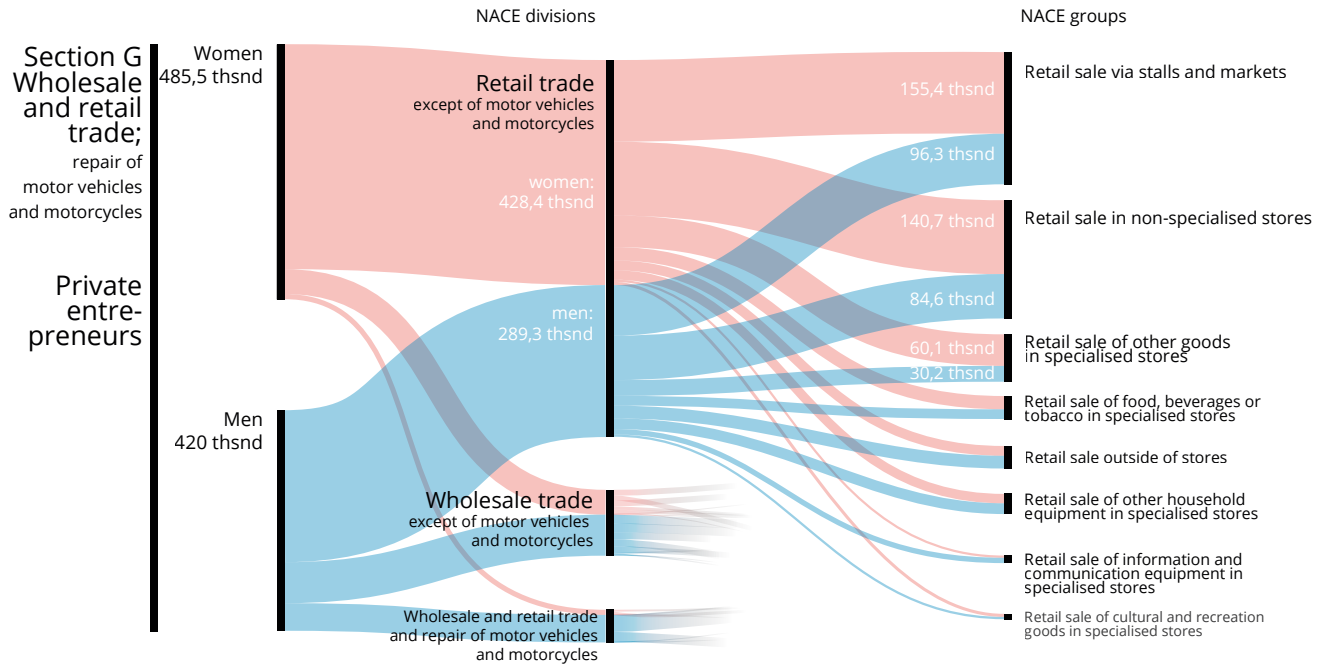 NACE divisions
NACE groups
Section G
Wholesale
and retail
trade;
repair of
motor vehicles
and motorcycles
Private
entre-
preneurs
Women
485,5 thsnd
Men
420 thsnd
Retail trade
except of motor vehicles
and motorcycles
women:
428,4 thsnd
men:
289,3 thsnd
Wholesale trade
except of motor vehicles
and motorcycles
Wholesale and retail trade
and repair of motor vehicles
and motorcycles
155,4 thsnd
96,3 thsnd
140,7 thsnd
84,6 thsnd
60,1 thsnd
30,2 thsnd
Retail sale via stalls and markets
Retail sale in non-specialised stores
Retail sale of other goods
in specialised stores
Retail sale of food, beverages or
tobacco in specialised stores
Retail sale outside of stores
Retail sale of other household
equipment in specialised stores
Retail sale of information and
communication equipment in
specialised stores
Retail sale of cultural and recreation
goods in specialised stores